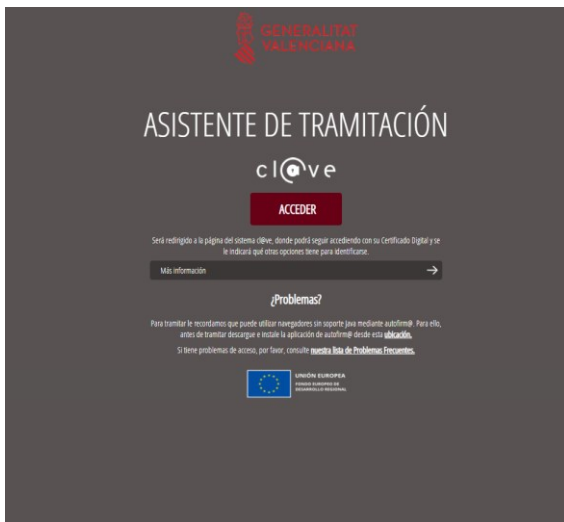 GENERALITAT
VALENCIANA
ASISTENTE DE TRAMITACIÓN
cl@ve
ACCEDER
Será redirigido a la página del sistema cl@ve, donde podrá seguir accediendo con su Certificado Digital y se
le indicará qué otras opciones tiene para identificarse.
Más información →
¿Problemas?
Para tramitar le recordamos que puede utilizar navegadores sin soporte Java mediante autofirm@. Para ello,
antes de tramitar descargue e instale la aplicación de autofirm@ desde esta ubicación.
Si tiene problemas de acceso, por favor, consulte nuestra lista de Problemas Frecuentes.
UNIÓN EUROPEA
FONDO EUROPEO DE
DESARROLLO REGIONAL